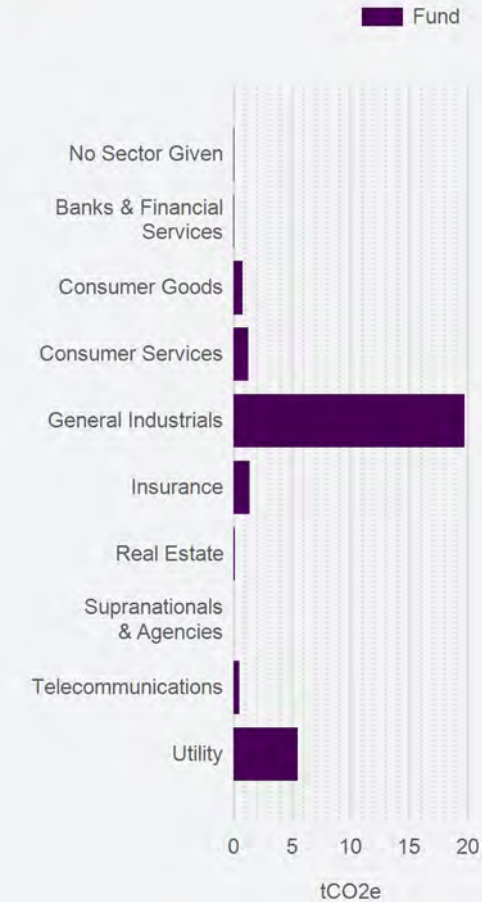 Fund
No Sector Given
Banks & Financial
Services
Consumer Goods
Consumer Services
General Industrials
Insurance
Real Estate
Supranationals
& Agencies
Telecommunications
Utility
0 5 10 15 20
tCO2e